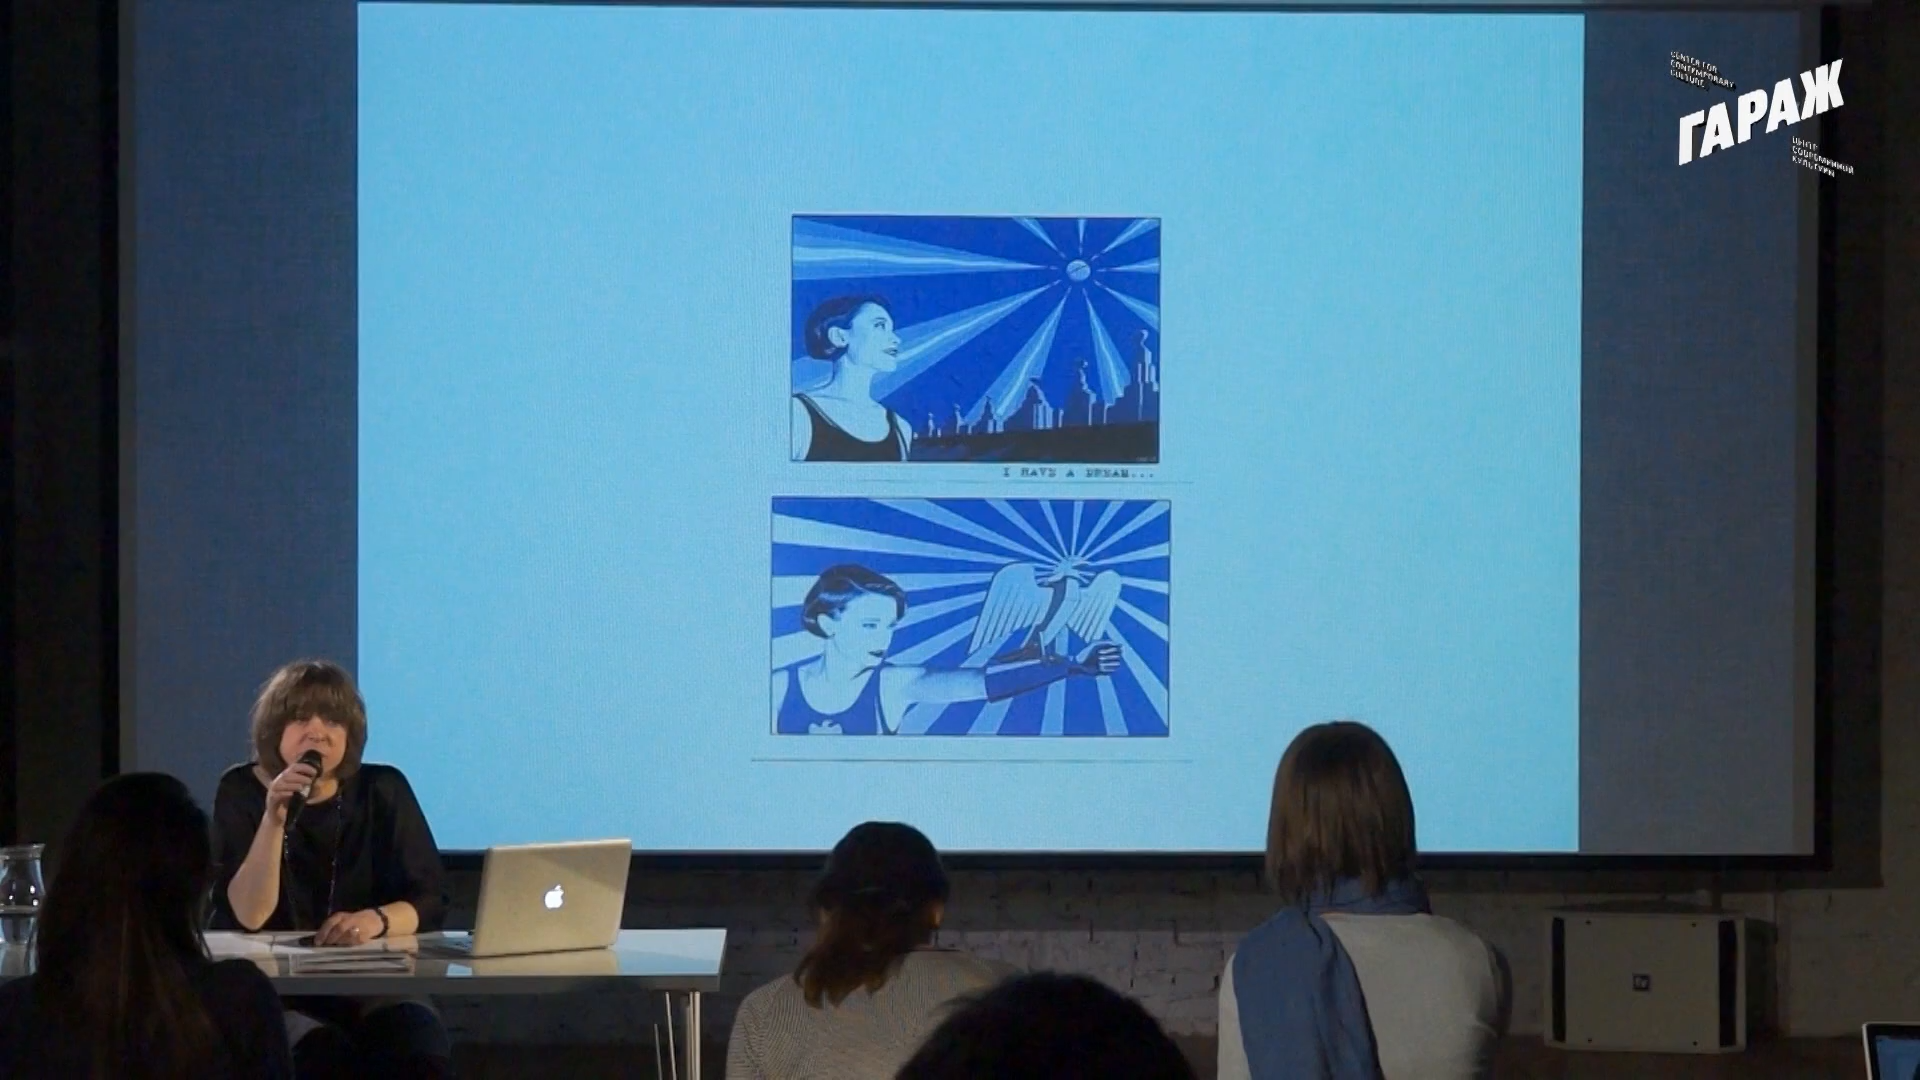 CENTER FOR
CONTEMPORARY
CULTURE
ГАРАЖ
ЦЕНТР
СОВРЕМЕННОЙ
КУЛЬТУРЫ
I HAVE A DREAM...